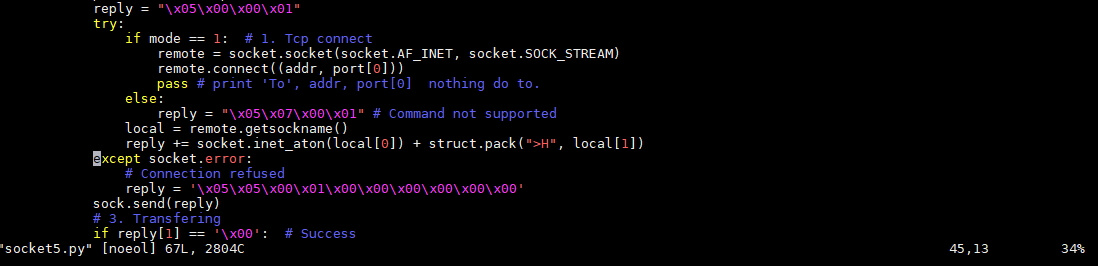 reply = "\x05\x00\x00\x01"
try:
if mode == 1:  # 1. Tcp connect
remote = socket.socket(socket.AF_INET, socket.SOCK_STREAM)
remote.connect((addr, port[0]))
pass # print 'To', addr, port[0]  nothing do to.
else:
reply = "\x05\x07\x00\x01" # Command not supported
local = remote.getsockname()
reply += socket.inet_aton(local[0]) + struct.pack(">H", local[1])
except socket.error:
# Connection refused
reply = '\x05\x05\x00\x01\x00\x00\x00\x00\x00\x00'
sock.send(reply)
# 3. Transfering
if reply[1] == '\x00':  # Success
"socket5.py" [noeol] 67L, 2804C 45,13 34%